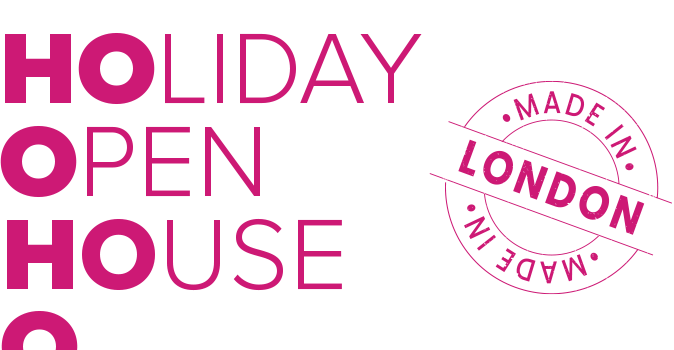 HOLIDAY
OPEN
HOUSE
O
• MADE IN •
LONDON
• MADE IN •